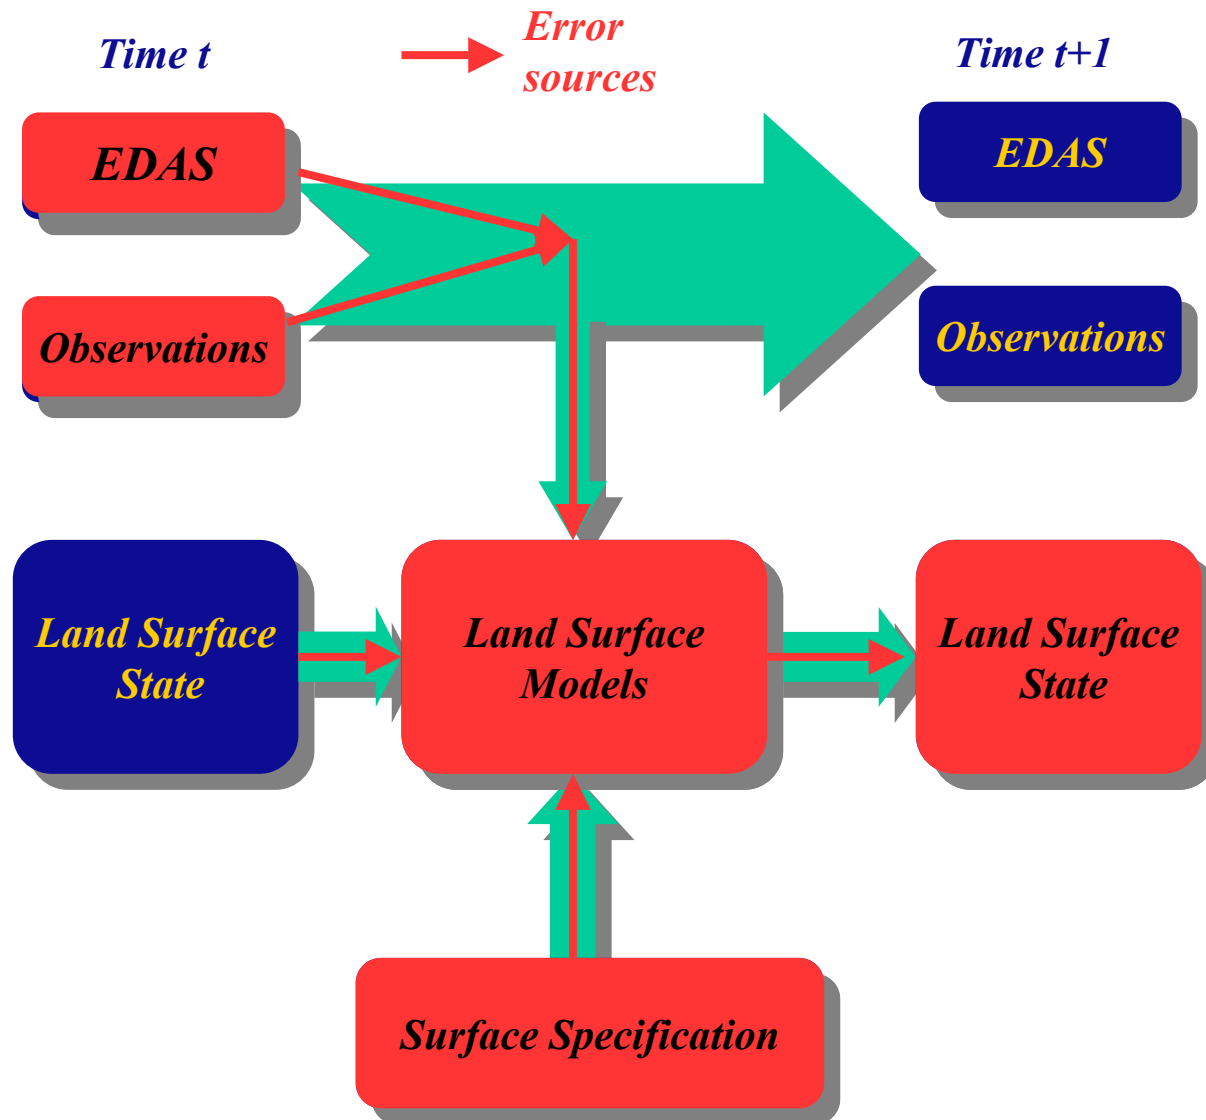 Time t
Error
sources
Time t+1
EDAS
EDAS
Observations
Observations
Land Surface
State
Land Surface
Models
Land Surface
State
Surface Specification